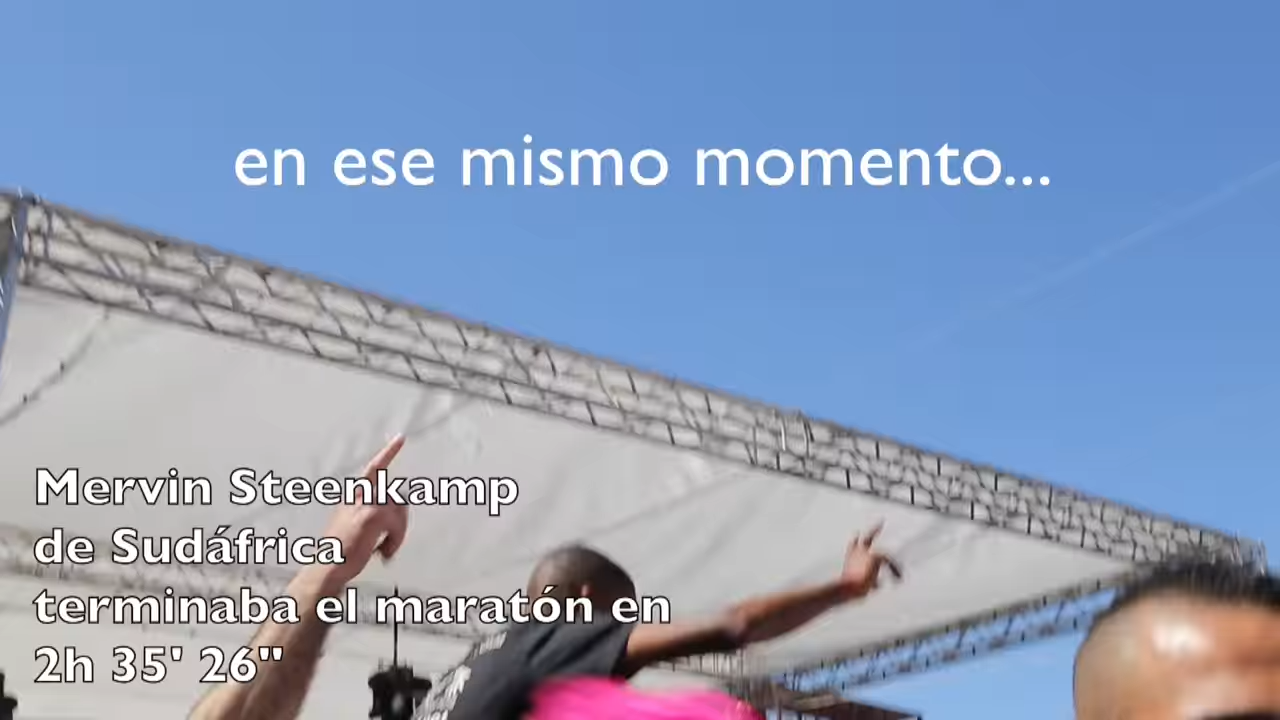 en ese mismo momento...
Mervin Steenkamp
de Sudáfrica
terminaba el maratón en
2h 35' 26"